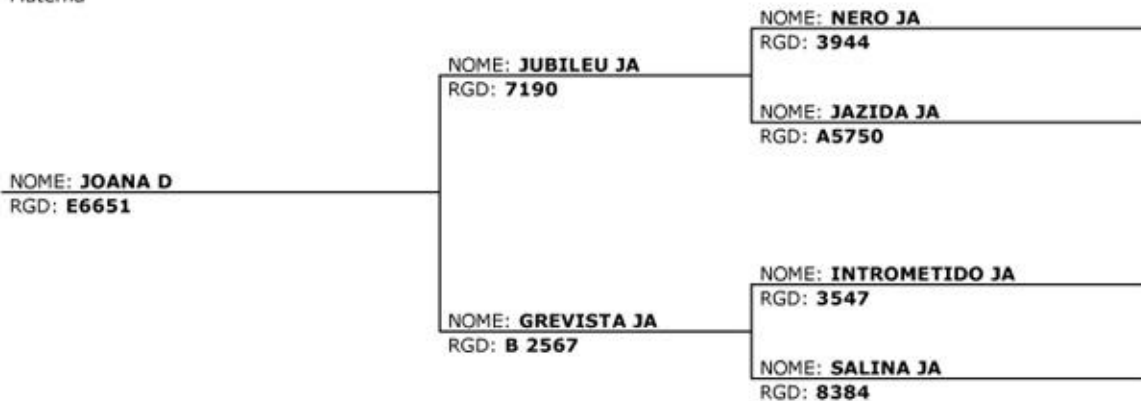 NOME: NERO JA
RGD: 3944
NOME: JUBILEU JA
RGD: 7190
NOME: JAZIDA JA
RGD: A5750
NOME: JOANA D
RGD: E6651
NOME: INTROMETIDO JA
RGD: 3547
NOME: GREVISTA JA
RGD: B 2567
NOME: SALINA JA
RGD: 8384